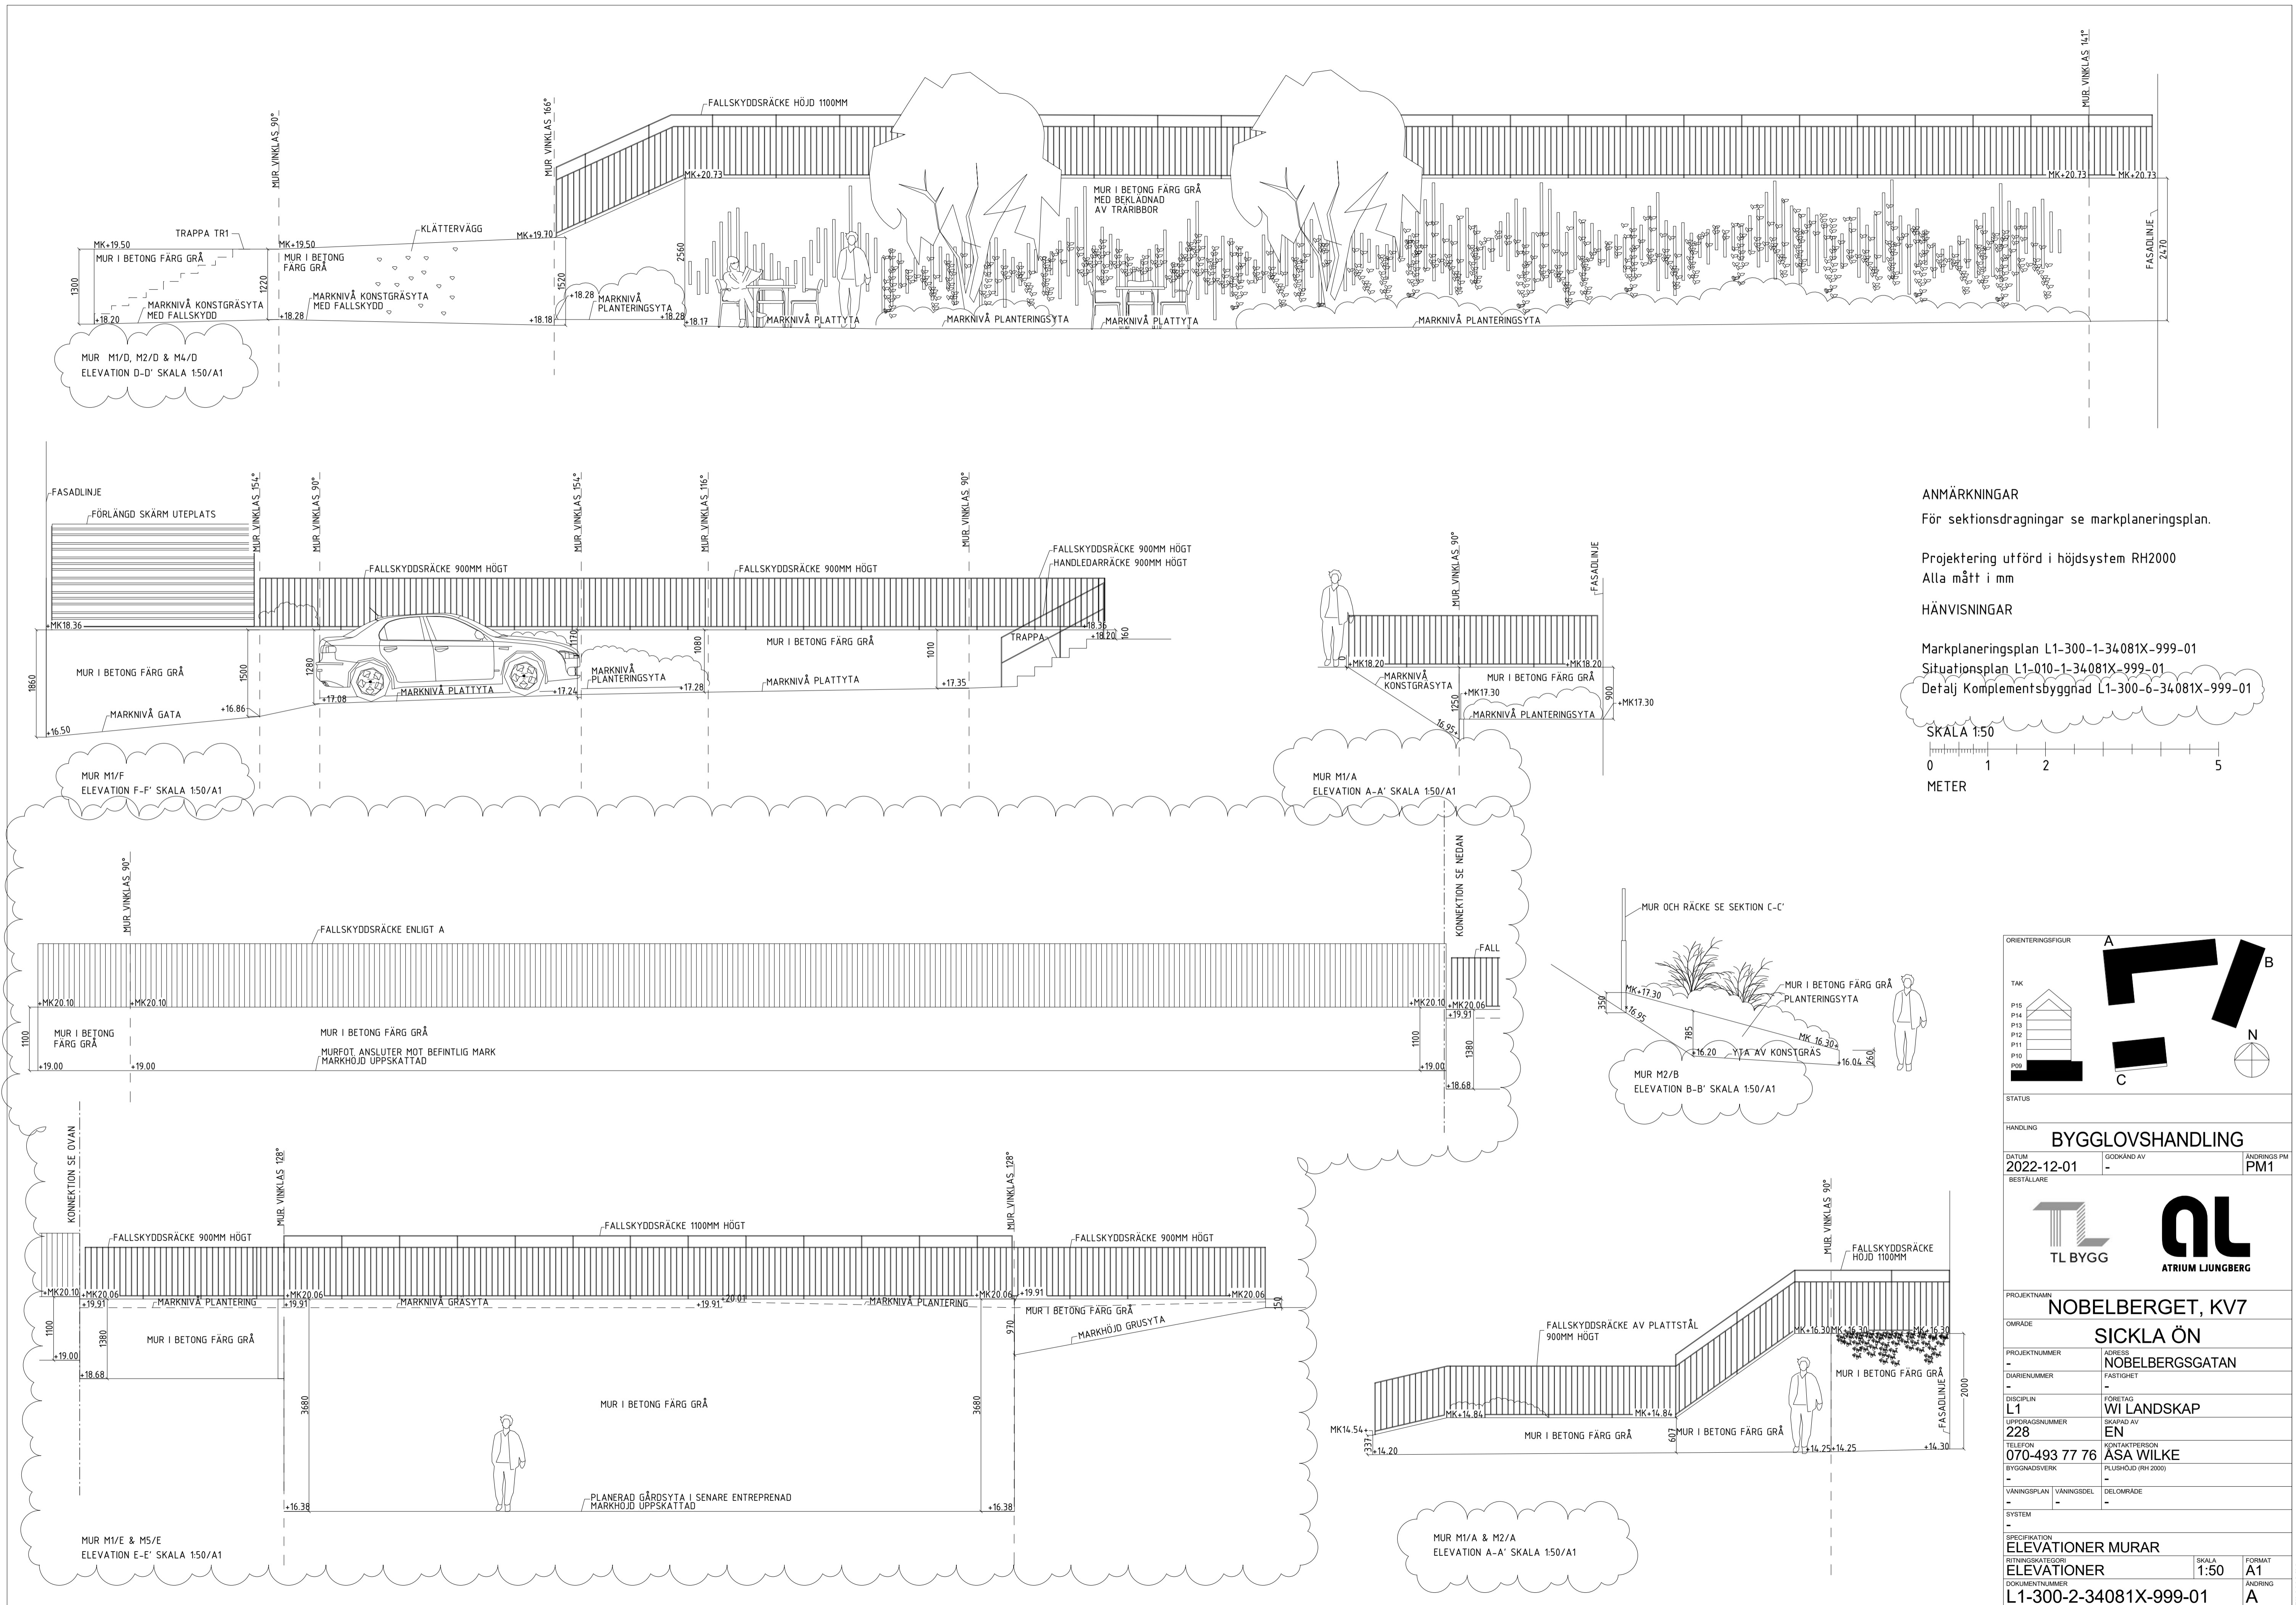 MUR VINKLAS 90°
MUR VINKLAS 166°
MUR VINKLAS 141°
FALLSKYDDSRÄCKE HÖJD 1100MM
MK+20.73
MUR I BETONG FÄRG GRÅ
MED BEKLÄDNAD
AV TRÄRIBBOR
MK+20.73
MK+20.73
TRAPPA TR1
KLÄTTERVÄGG
MK+19.50
MK+19.50
MK+19.70
MUR I BETONG FÄRG GRÅ
MUR I BETONG
FÄRG GRÅ
1300
1220
1520
2560
FASADLINJE
2470
MARKNIVÅ KONSTGRÄSYTA
MED FALLSKYDD
MARKNIVÅ KONSTGRÄSYTA
MED FALLSKYDD
+18.20
+18.28
+18.18
+18.28
MARKNIVÅ
PLANTERINGSYTA
+18.28
+18.17
MARKNIVÅ PLATTYTA
MARKNIVÅ PLANTERINGSYTA
MARKNIVÅ PLATTYTA
MARKNIVÅ PLANTERINGSYTA
MUR M1/D, M2/D & M4/D
ELEVATION D-D' SKALA 1:50/A1
FASADLINJE
FÖRLÄNGD SKÄRM UTEPLATS
MUR VINKLAS 154°
MUR VINKLAS 90°
MUR VINKLAS 154°
MUR VINKLAS 116°
MUR VINKLAS 90°
FALLSKYDDSRÄCKE 900MM HÖGT
FALLSKYDDSRÄCKE 900MM HÖGT
FALLSKYDDSRÄCKE 900MM HÖGT
HANDLEDARRÄCKE 900MM HÖGT
+MK18.36
+18.36
+18.20
160
TRAPPA
MUR I BETONG FÄRG GRÅ
MUR I BETONG FÄRG GRÅ
1860
1500
1280
1170
1080
1010
MARKNIVÅ GATA
MARKNIVÅ PLATTYTA
MARKNIVÅ
PLANTERINGSYTA
MARKNIVÅ PLATTYTA
+16.50
+16.86
+17.08
+17.24
+17.28
+17.35
MUR M1/F
ELEVATION F-F' SKALA 1:50/A1
MUR VINKLAS 90°
FASADLINJE
+MK18.20
+MK18.20
MARKNIVÅ
KONSTGRÄSYTA
MUR I BETONG FÄRG GRÅ
+MK17.30
1250
900
MARKNIVÅ PLANTERINGSYTA
+MK17.30
16.95+
MUR M1/A
ELEVATION A-A' SKALA 1:50/A1
ANMÄRKNINGAR
För sektionsdragningar se markplaneringsplan.
Projektering utförd i höjdsystem RH2000
Alla mått i mm
HÄNVISNINGAR
Markplaneringsplan L1-300-1-34081X-999-01
Situationsplan L1-010-1-34081X-999-01
Detalj Komplementsbyggnad L1-300-6-34081X-999-01
SKALA 1:50
0 1 2 5
METER
MUR VINKLAS 90°
KONNEKTION SE NEDAN
FALLSKYDDSRÄCKE ENLIGT A
FALL
+MK20.10
+MK20.10
+MK20.10
+MK20.06
+19.91
MUR I BETONG
FÄRG GRÅ
MUR I BETONG FÄRG GRÅ
MURFOT ANSLUTER MOT BEFINTLIG MARK
MARKHÖJD UPPSKATTAD
1100
1100
1380
+19.00
+19.00
+19.00
+18.68
MUR OCH RÄCKE SE SEKTION C-C'
MK+17.30
350
+16.95
MUR I BETONG FÄRG GRÅ
PLANTERINGSYTA
785
MK 16.30+
+16.20
YTA AV KONSTGRÄS
+16.04
260
MUR M2/B
ELEVATION B-B' SKALA 1:50/A1
KONNEKTION SE OVAN
MUR VINKLAS 128°
MUR VINKLAS 128°
FALLSKYDDSRÄCKE 900MM HÖGT
FALLSKYDDSRÄCKE 1100MM HÖGT
FALLSKYDDSRÄCKE 900MM HÖGT
+MK20.10
+MK20.06
+19.91
MARKNIVÅ PLANTERING
+MK20.06
+19.91
MARKNIVÅ GRÄSYTA
+20.01
+19.91
MARKNIVÅ PLANTERING
+MK20.06
+19.91
+MK20.06
150
MUR I BETONG FÄRG GRÅ
MARKHÖJD GRUSYTA
1100
1380
970
MUR I BETONG FÄRG GRÅ
+19.00
+18.68
3680
MUR I BETONG FÄRG GRÅ
3680
PLANERAD GÅRDSYTA I SENARE ENTREPRENAD
MARKHÖJD UPPSKATTAD
+16.38
+16.38
MUR M1/E & M5/E
ELEVATION E-E' SKALA 1:50/A1
MUR VINKLAS 90°
FALLSKYDDSRÄCKE
HÖJD 1100MM
FALLSKYDDSRÄCKE AV PLATTSTÅL
900MM HÖGT
MK+16.30
MK+16.30
MK+16.30
MUR I BETONG FÄRG GRÅ
FASADLINJE
2000
MK14.54+
337
+14.20
MK+14.84
MK+14.84
607
MUR I BETONG FÄRG GRÅ
MUR I BETONG FÄRG GRÅ
+14.25
+14.25
+14.30
MUR M1/A & M2/A
ELEVATION A-A' SKALA 1:50/A1
ORIENTERINGSFIGUR
A
B
C
N
TAK
P15
P14
P13
P12
P11
P10
P09
STATUS
HANDLING
BYGGLOVSHANDLING
DATUM GODKÄND AV ÄNDRINGS PM
2022-12-01 - PM1
BESTÄLLARE
TL BYGG
aL
ATRIUM LJUNGBERG
PROJEKTNAMN
NOBELBERGET, KV7
OMRÅDE
SICKLA ÖN
PROJEKTNUMMER ADRESS
- NOBELBERGSGATAN
DIARIENUMMER FASTIGHET
- -
DISCIPLIN FÖRETAG
L1 WI LANDSKAP
UPPDRAGSNUMMER SKAPAD AV
228 EN
TELEFON KONTAKTPERSON
070-493 77 76 ÅSA WILKE
BYGGNADSVERK PLUSHÖJD (RH 2000)
- -
VÅNINGSPLAN VÅNINGSDEL DELOMRÅDE
- - -
SYSTEM
-
SPECIFIKATION
ELEVATIONER MURAR
RITNINGSKATEGORI SKALA FORMAT
ELEVATIONER 1:50 A1
DOKUMENTNUMMER ÄNDRING
L1-300-2-34081X-999-01 A